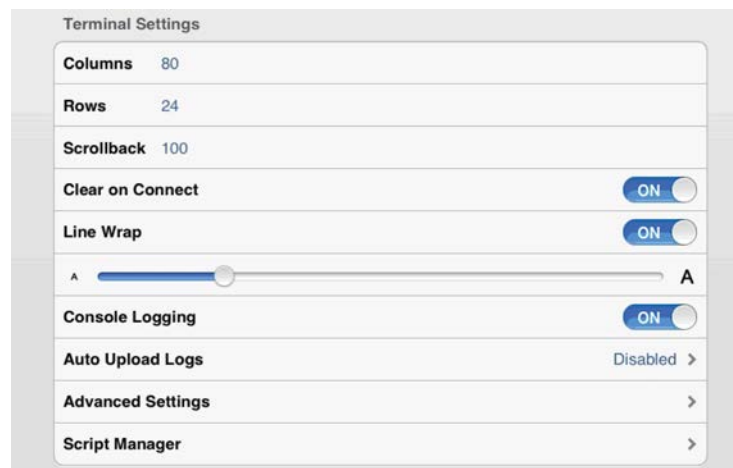 Terminal Settings
Columns 80
Rows 24
Scrollback 100
Clear on Connect ON
Line Wrap ON
A A
Console Logging ON
Auto Upload Logs Disabled >
Advanced Settings >
Script Manager >